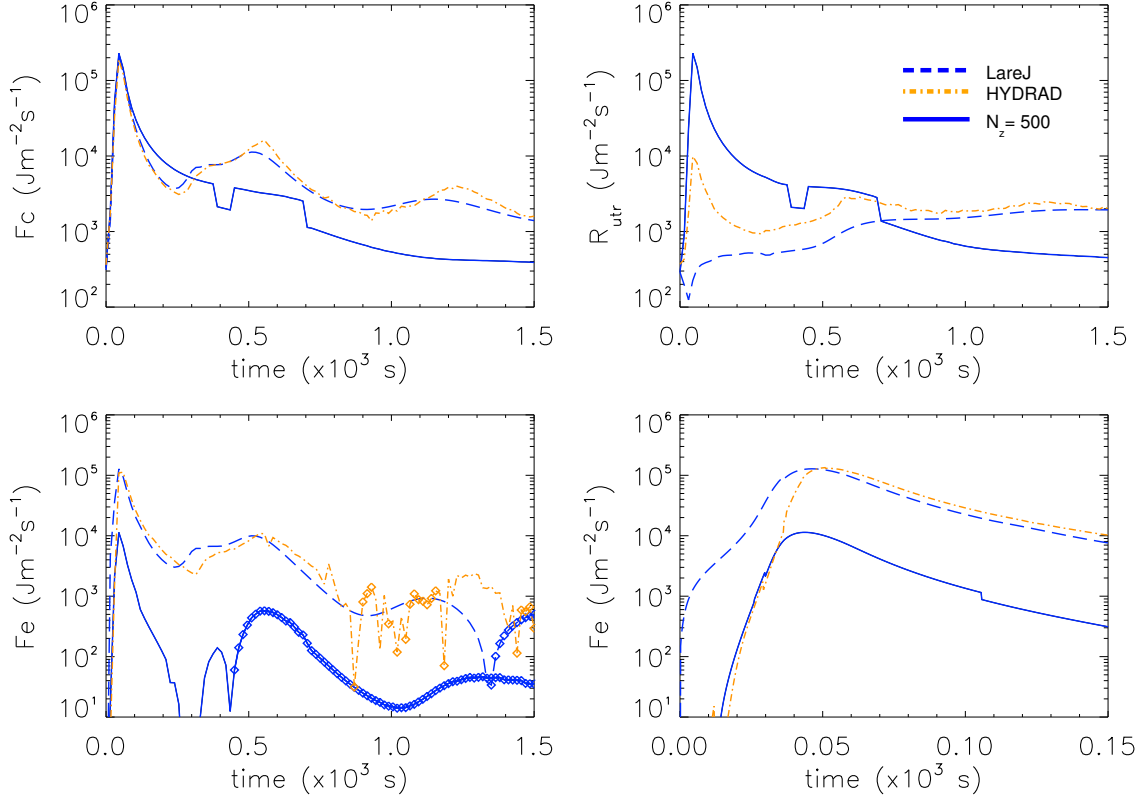 10⁶
10⁵
10⁴
10³
10²
Fc (Jm⁻²s⁻¹)
0.0 0.5 1.0 1.5
time (x10³ s)
10⁶
10⁵
10⁴
10³
10²
R_utr (Jm⁻²s⁻¹)
LareJ
HYDRAD
N_z = 500
0.0 0.5 1.0 1.5
time (x10³ s)
10⁶
10⁵
10⁴
10³
10²
10¹
Fe (Jm⁻²s⁻¹)
0.0 0.5 1.0 1.5
time (x10³ s)
10⁶
10⁵
10⁴
10³
10²
10¹
Fe (Jm⁻²s⁻¹)
0.00 0.05 0.10 0.15
time (x10³ s)